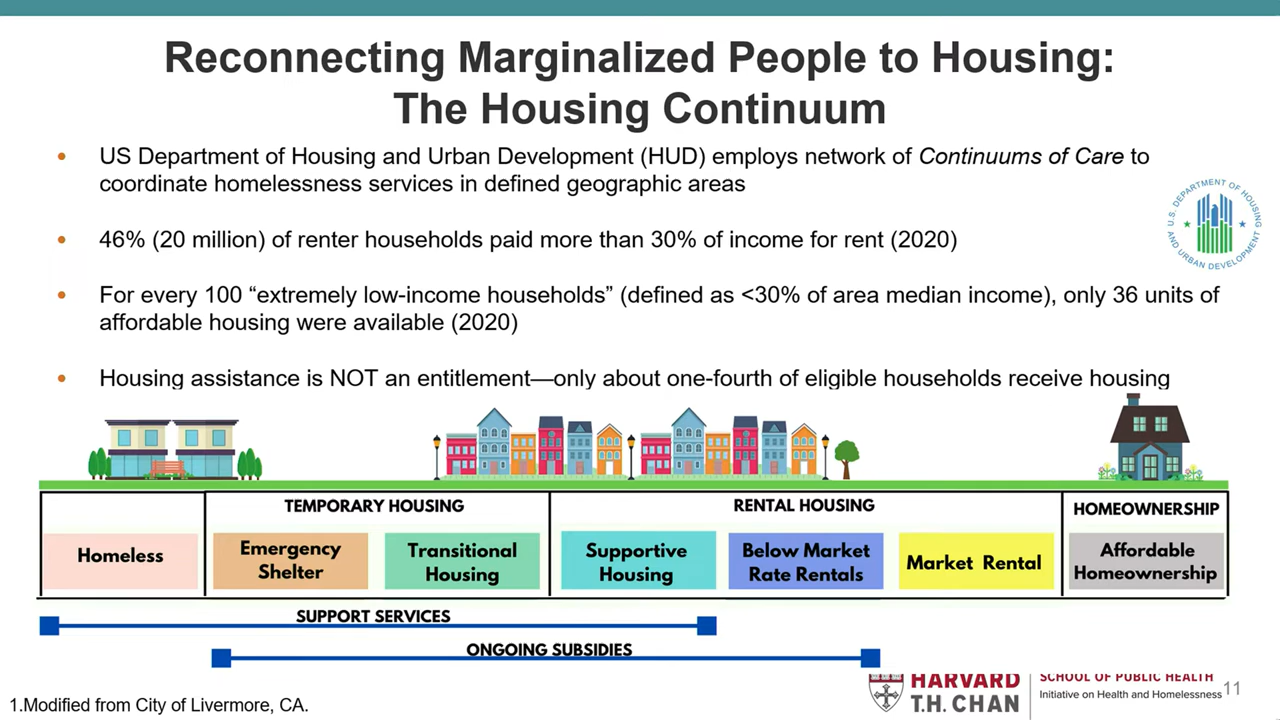 Reconnecting Marginalized People to Housing:
The Housing Continuum
• US Department of Housing and Urban Development (HUD) employs network of Continuums of Care to
coordinate homelessness services in defined geographic areas
• 46% (20 million) of renter households paid more than 30% of income for rent (2020)
• For every 100 “extremely low-income households” (defined as <30% of area median income), only 36 units of
affordable housing were available (2020)
• Housing assistance is NOT an entitlement—only about one-fourth of eligible households receive housing
U.S. DEPARTMENT OF HOUSING
AND URBAN DEVELOPMENT
TEMPORARY HOUSING
RENTAL HOUSING
HOMEOWNERSHIP
Homeless
Emergency
Shelter
Transitional
Housing
Supportive
Housing
Below Market
Rate Rentals
Market Rental
Affordable
Homeownership
SUPPORT SERVICES
ONGOING SUBSIDIES
HARVARD
T.H. CHAN
SCHOOL OF PUBLIC HEALTH
Initiative on Health and Homelessness
11
1.Modified from City of Livermore, CA.